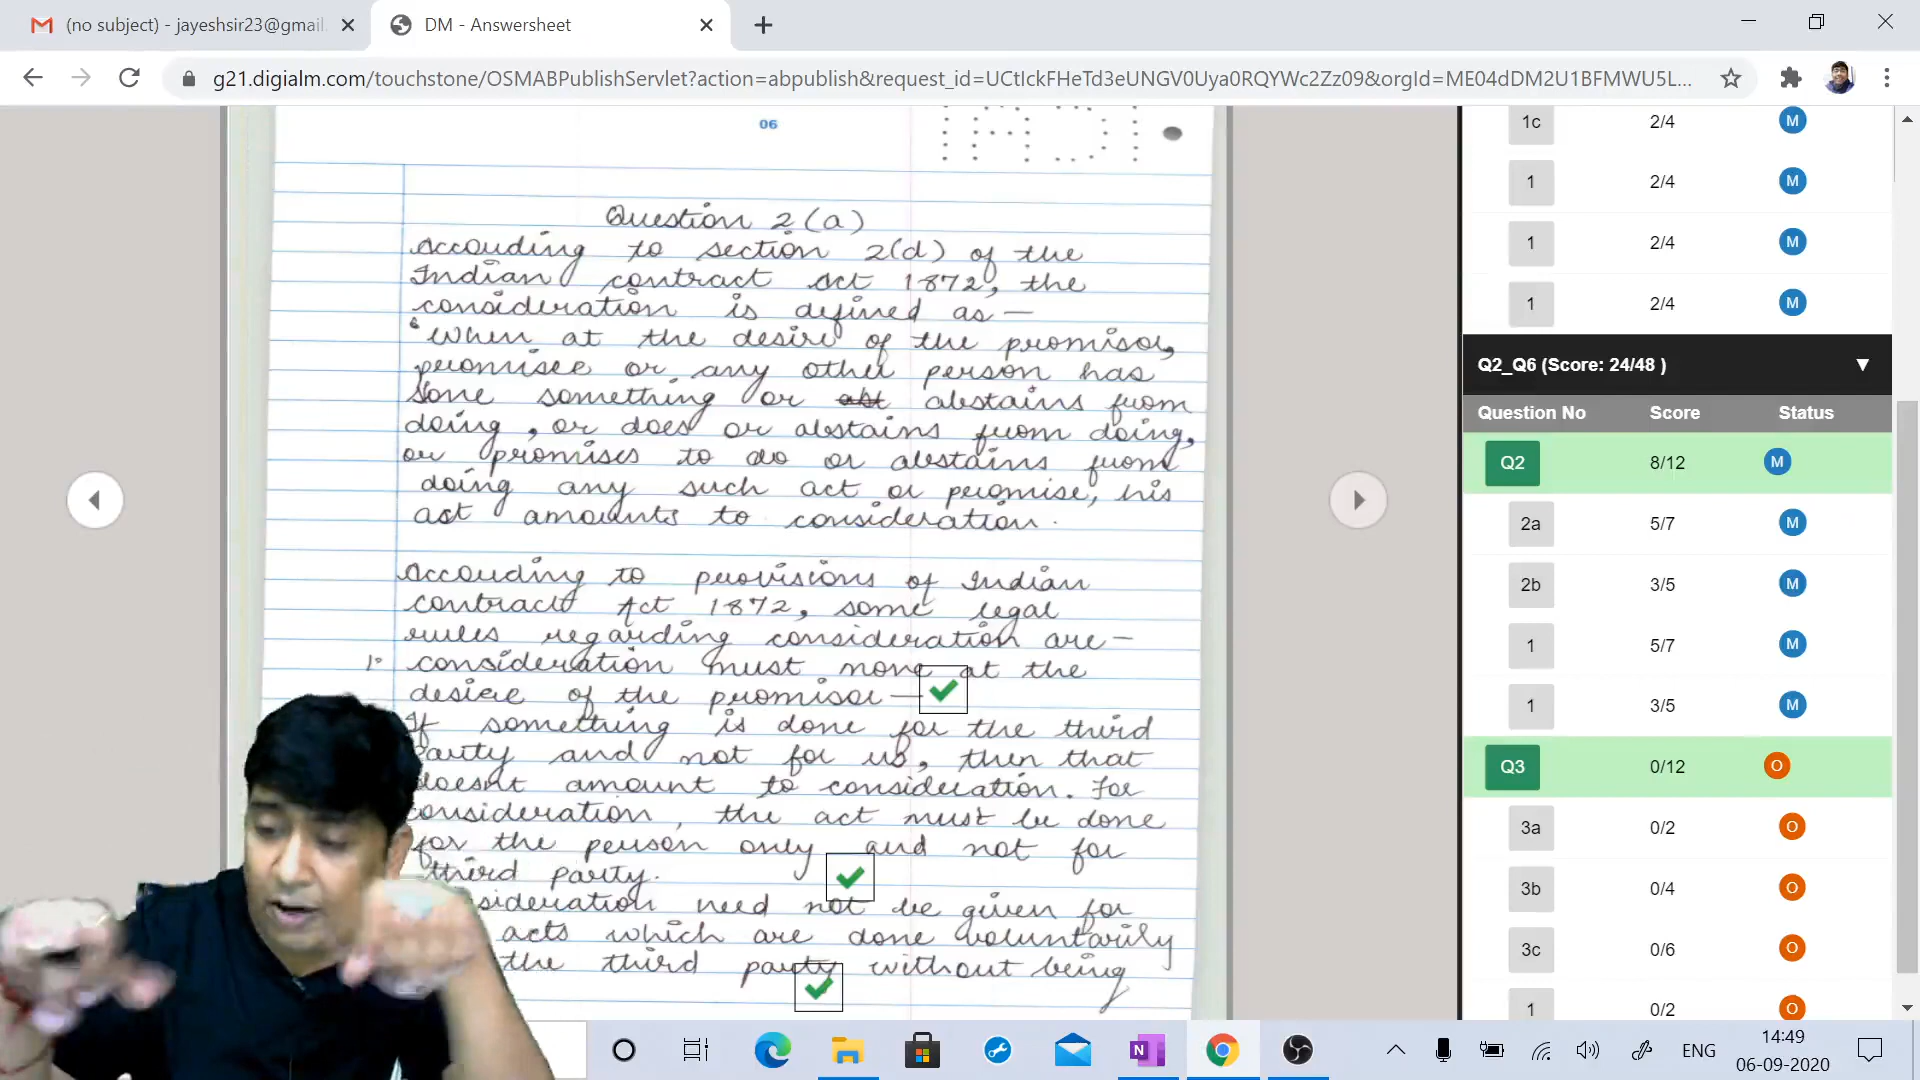 (no subject) - jayeshsir23@gmail.
DM - Answersheet
g21.digialm.com/touchstone/OSMABPublishServlet?action=abpublish&request_id=UCtIckFHeTd3eUNGV0Uya0RQYWc2Zz09&orgId=ME04dDM2U1BFMWU5L...
06
Question 2(a)
According to section 2(d) of the
Indian contract Act 1872, the
consideration is defined as —
"When at the desire of the promisor,
promisee or any other person has
done something or abstains from
doing, or does or abstains from doing,
or promises to do or abstains from
doing any such act or promise, his
act amounts to consideration.
According to provisions of Indian
contract Act 1872, some legal
rules regarding consideration are —
1. consideration must move at the
desire of the promisor —
If something is done for the third
party and not for us, then that
doesnt amount to consideration. For
consideration, the act must be done
for the person only and not for
third party.
sideration need not be given for
acts which are done voluntarily
the third party without being
1c 2/4 M
1 2/4 M
1 2/4 M
1 2/4 M
Q2_Q6 (Score: 24/48 )
Question No Score Status
Q2 8/12 M
2a 5/7 M
2b 3/5 M
1 5/7 M
1 3/5 M
Q3 0/12 O
3a 0/2 O
3b 0/4 O
3c 0/6 O
1 0/2 O
N
ENG
14:49
06-09-2020